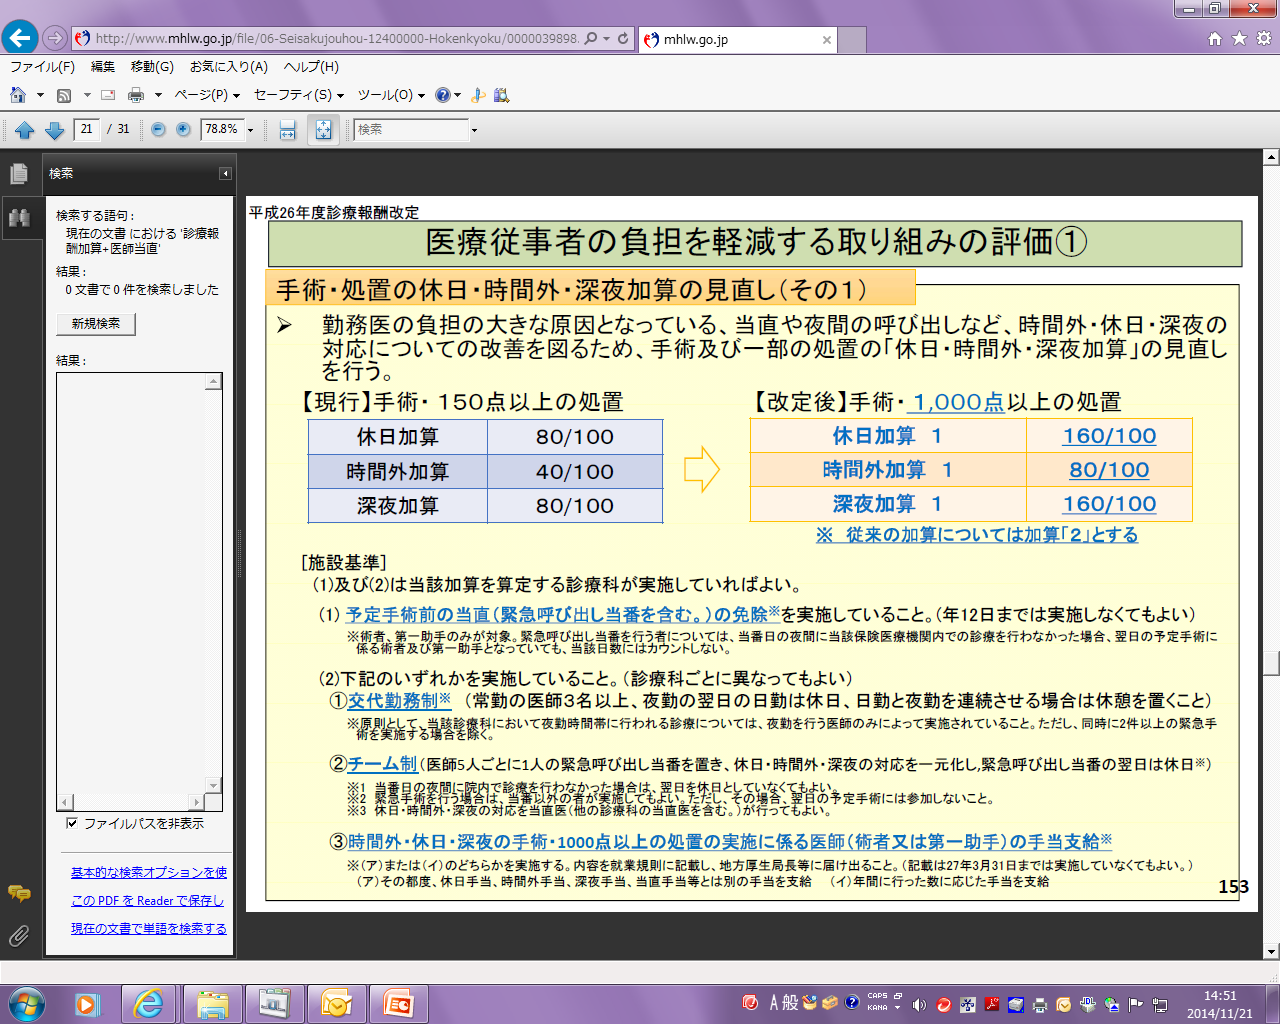 http://www.mhlw.go.jp/file/06-Seisakujouhou-12400000-Hokenkyoku/0000039898.
mhlw.go.jp
ファイル(F) 編集 移動(G) お気に入り(A) ヘルプ(H)
ページ(P) セーフティ(S) ツール(O)
21 / 31 78.8% 検索
検索
検索する語句:
現在の文書 における '診療報
酬加算+医師当直'
結果:
0 文書で 0 件を検索しました
新規検索
結果:
ファイルパスを非表示
基本的な検索オプションを使
この PDF を Reader で保存し
現在の文書で単語を検索する
平成26年度診療報酬改定
医療従事者の負担を軽減する取り組みの評価①
手術・処置の休日・時間外・深夜加算の見直し(その1)
➢ 勤務医の負担の大きな原因となっている、当直や夜間の呼び出しなど、時間外・休日・深夜の
対応についての改善を図るため、手術及び一部の処置の「休日・時間外・深夜加算」の見直し
を行う。
【現行】手術・150点以上の処置
休日加算 80/100
時間外加算 40/100
深夜加算 80/100
【改定後】手術・1,000点以上の処置
休日加算 1 160/100
時間外加算 1 80/100
深夜加算 1 160/100
※ 従来の加算については加算「2」とする
[施設基準]
(1)及び(2)は当該加算を算定する診療科が実施していればよい。
(1) 予定手術前の当直(緊急呼び出し当番を含む。)の免除※を実施していること。(年12日までは実施しなくてもよい)
※術者、第一助手のみが対象。緊急呼び出し当番を行う者については、当番日の夜間に当該保険医療機関内での診療を行わなかった場合、翌日の予定手術に
係る術者及び第一助手となっていても、当該日数にはカウントしない。
(2)下記のいずれかを実施していること。(診療科ごとに異なってもよい)
①交代勤務制※ (常勤の医師3名以上、夜勤の翌日の日勤は休日、日勤と夜勤を連続させる場合は休憩を置くこと)
※原則として、当該診療科において夜勤時間帯に行われる診療については、夜勤を行う医師のみによって実施されていること。ただし、同時に2件以上の緊急手
術を実施する場合を除く。
②チーム制(医師5人ごとに1人の緊急呼び出し当番を置き、休日・時間外・深夜の対応を一元化し,緊急呼び出し当番の翌日は休日※)
※1 当番日の夜間に院内で診療を行わなかった場合は、翌日を休日としていなくてもよい。
※2 緊急手術を行う場合は、当番以外の者が実施してもよい。ただし、その場合、翌日の予定手術には参加しないこと。
※3 休日・時間外・深夜の対応を当直医(他の診療科の当直医を含む。)が行ってもよい。
③時間外・休日・深夜の手術・1000点以上の処置の実施に係る医師(術者又は第一助手)の手当支給※
※(ア)または(イ)のどちらかを実施する。内容を就業規則に記載し、地方厚生局長等に届け出ること。(記載は27年3月31日までは実施していなくてもよい。)
(ア)その都度、休日手当、時間外手当、深夜手当、当直手当等とは別の手当を支給 (イ)年間に行った数に応じた手当を支給
153
A 般 CAPS KANA
14:51
2014/11/21